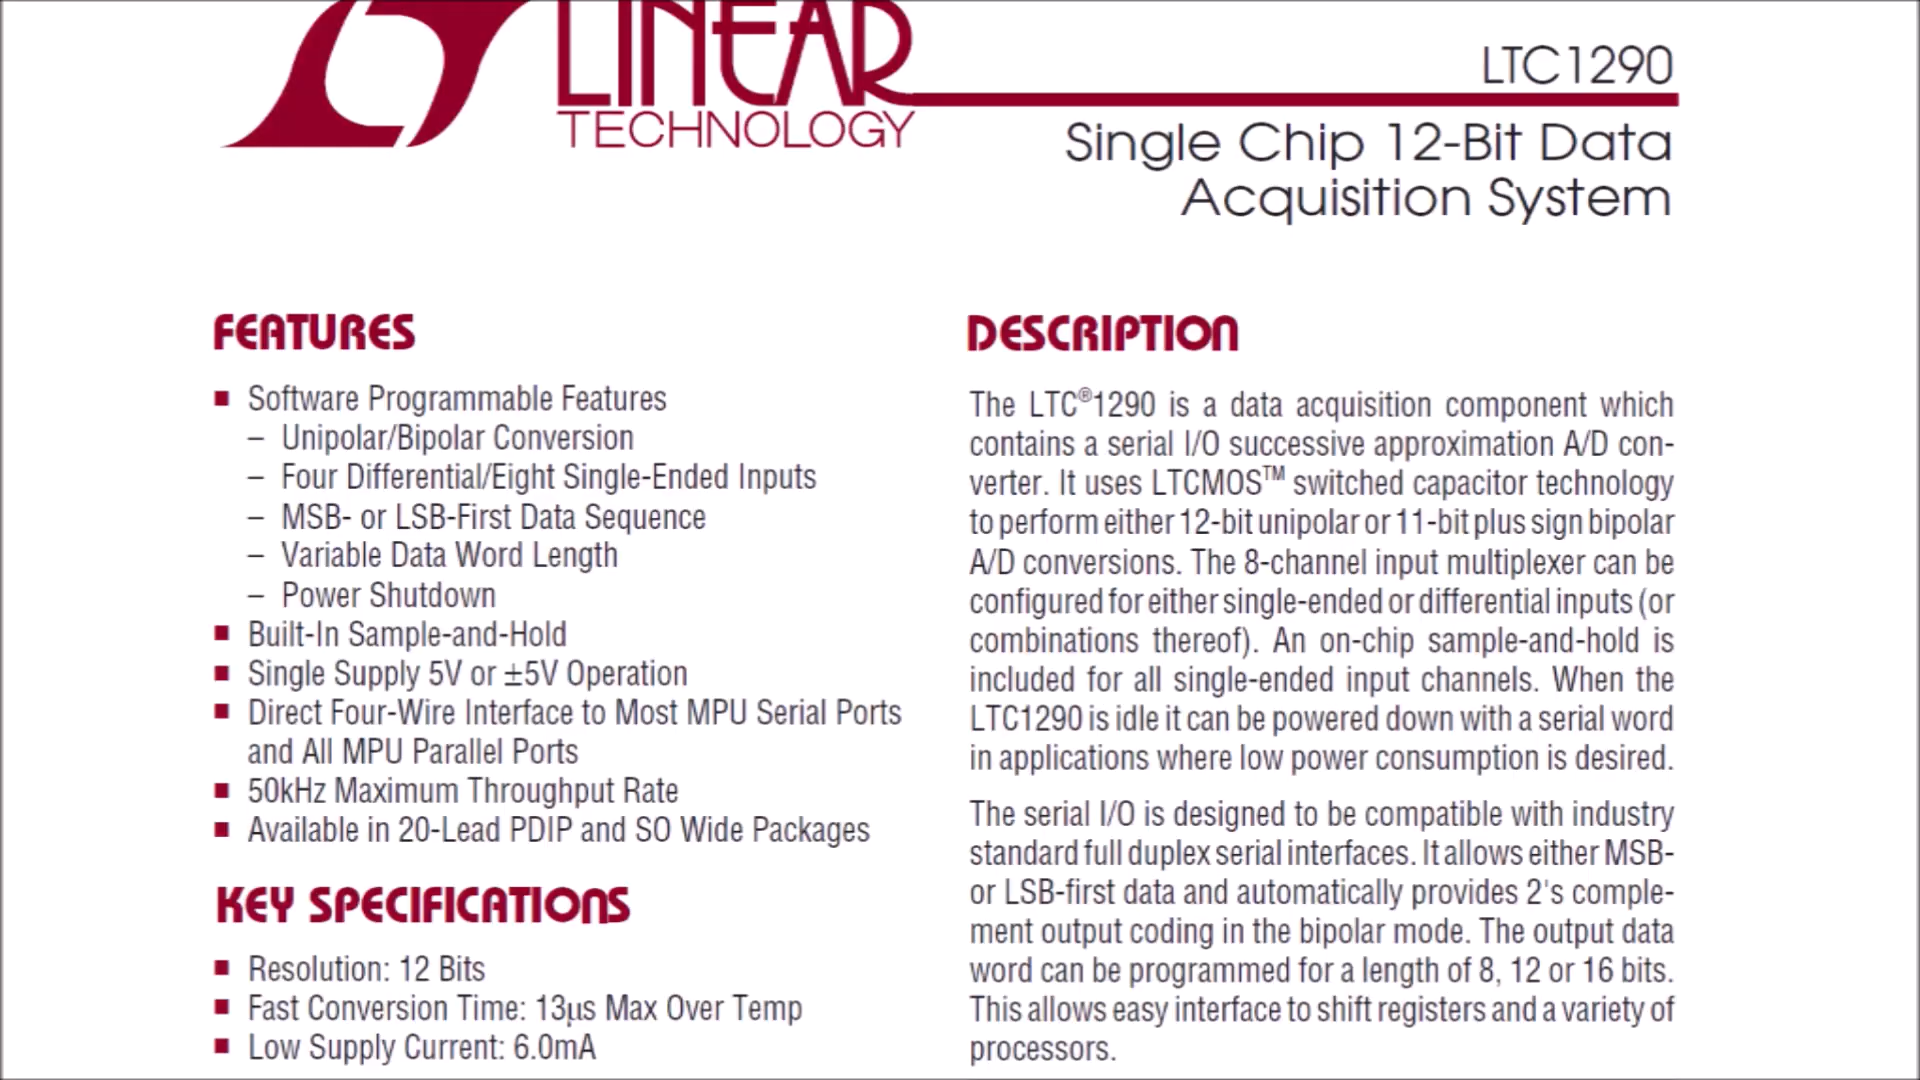 LINEAR
TECHNOLOGY
LTC1290
Single Chip 12-Bit Data
Acquisition System
FEATURES
■ Software Programmable Features
– Unipolar/Bipolar Conversion
– Four Differential/Eight Single-Ended Inputs
– MSB- or LSB-First Data Sequence
– Variable Data Word Length
– Power Shutdown
■ Built-In Sample-and-Hold
■ Single Supply 5V or ±5V Operation
■ Direct Four-Wire Interface to Most MPU Serial Ports
and All MPU Parallel Ports
■ 50kHz Maximum Throughput Rate
■ Available in 20-Lead PDIP and SO Wide Packages
KEY SPECIFICATIONS
■ Resolution: 12 Bits
■ Fast Conversion Time: 13μs Max Over Temp
■ Low Supply Current: 6.0mA
DESCRIPTION
The LTC®1290 is a data acquisition component which
contains a serial I/O successive approximation A/D con-
verter. It uses LTCMOS™ switched capacitor technology
to perform either 12-bit unipolar or 11-bit plus sign bipolar
A/D conversions. The 8-channel input multiplexer can be
configured for either single-ended or differential inputs (or
combinations thereof). An on-chip sample-and-hold is
included for all single-ended input channels. When the
LTC1290 is idle it can be powered down with a serial word
in applications where low power consumption is desired.
The serial I/O is designed to be compatible with industry
standard full duplex serial interfaces. It allows either MSB-
or LSB-first data and automatically provides 2's comple-
ment output coding in the bipolar mode. The output data
word can be programmed for a length of 8, 12 or 16 bits.
This allows easy interface to shift registers and a variety of
processors.